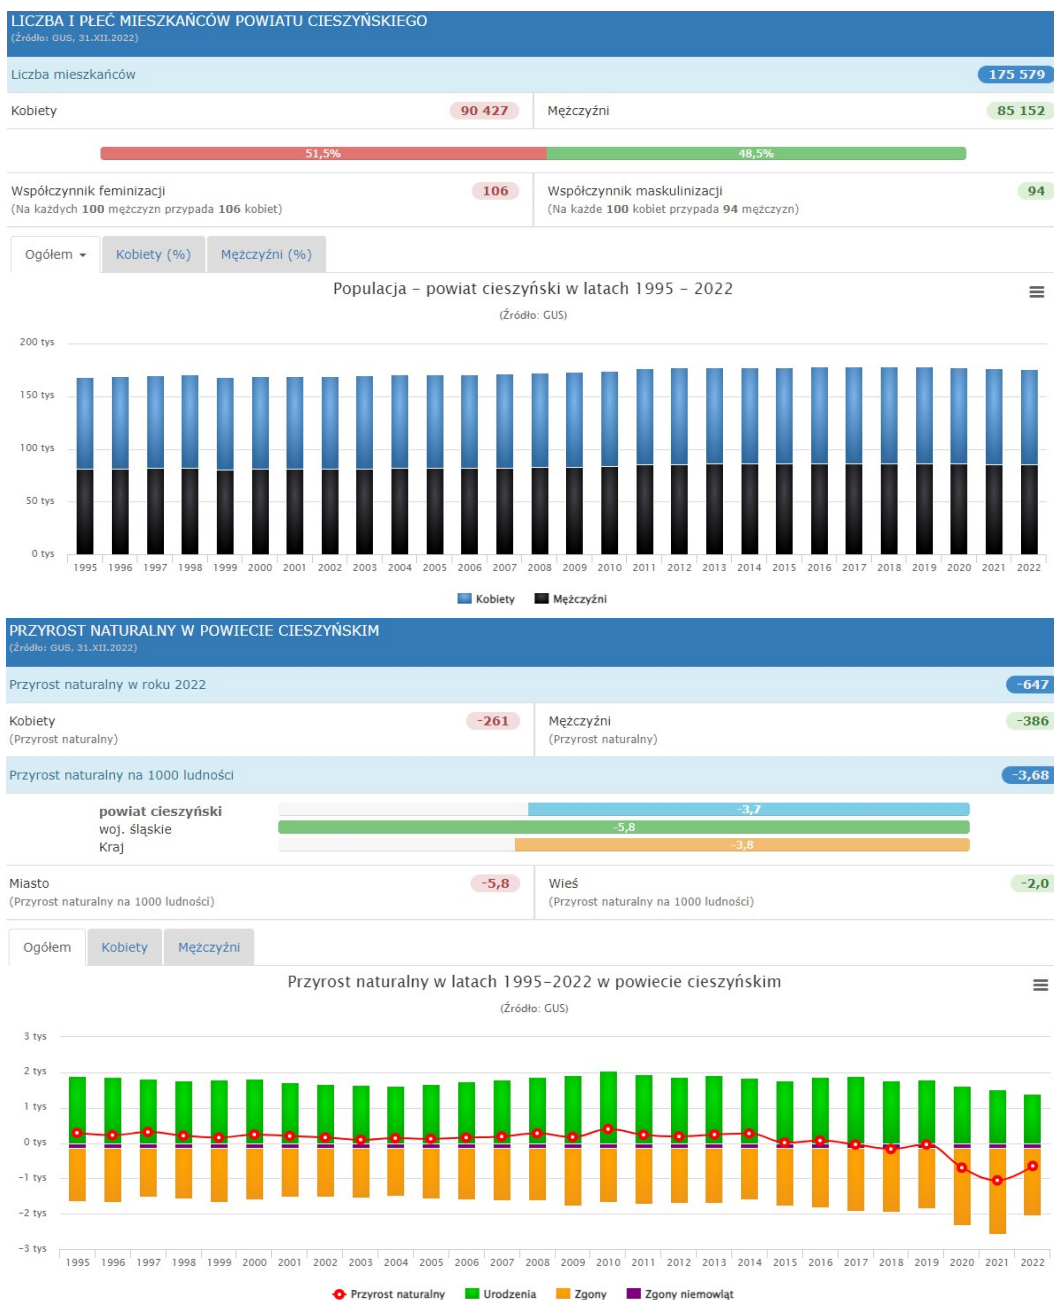 LICZBA I PŁEĆ MIESZKAŃCÓW POWIATU CIESZYŃSKIEGO
(Źródło: GUS, 31.XII.2022)
Liczba mieszkańców 175 579
Kobiety 90 427 Mężczyźni 85 152
51,5% 48,5%
Współczynnik feminizacji 106 Współczynnik maskulinizacji 94
(Na każdych 100 mężczyzn przypada 106 kobiet) (Na każde 100 kobiet przypada 94 mężczyzn)
Ogółem Kobiety (%) Mężczyźni (%)
Populacja - powiat cieszyński w latach 1995 - 2022
(Źródło: GUS)
200 tys
150 tys
100 tys
50 tys
0 tys
1995 1996 1997 1998 1999 2000 2001 2002 2003 2004 2005 2006 2007 2008 2009 2010 2011 2012 2013 2014 2015 2016 2017 2018 2019 2020 2021 2022
Kobiety Mężczyźni
PRZYROST NATURALNY W POWIECIE CIESZYŃSKIM
(Źródło: GUS, 31.XII.2022)
Przyrost naturalny w roku 2022 -647
Kobiety -261 Mężczyźni -386
(Przyrost naturalny) (Przyrost naturalny)
Przyrost naturalny na 1000 ludności -3,68
powiat cieszyński -3,7
woj. śląskie -5,8
Kraj -3,8
Miasto -5,8 Wieś -2,0
(Przyrost naturalny na 1000 ludności) (Przyrost naturalny na 1000 ludności)
Ogółem Kobiety Mężczyźni
Przyrost naturalny w latach 1995-2022 w powiecie cieszyńskim
(Źródło: GUS)
3 tys
2 tys
1 tys
0 tys
-1 tys
-2 tys
-3 tys
1995 1996 1997 1998 1999 2000 2001 2002 2003 2004 2005 2006 2007 2008 2009 2010 2011 2012 2013 2014 2015 2016 2017 2018 2019 2020 2021 2022
Przyrost naturalny Urodzenia Zgony Zgony niemowląt